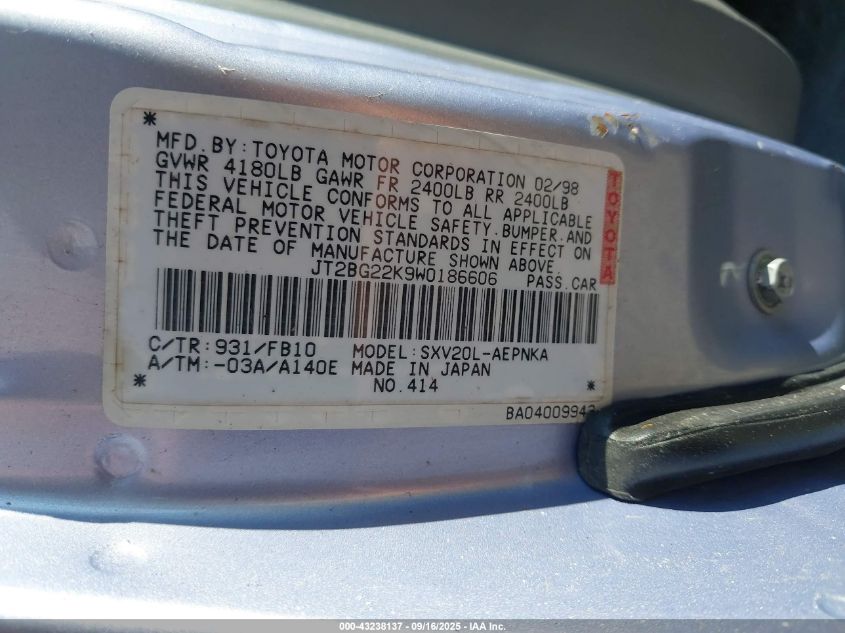 MFD. BY: TOYOTA MOTOR CORPORATION 02/98
GVWR 4180LB GAWR FR 2400LB RR 2400LB
THIS VEHICLE CONFORMS TO ALL APPLICABLE
FEDERAL MOTOR VEHICLE SAFETY.BUMPER.AND
THEFT PREVENTION STANDARDS IN EFFECT ON
THE DATE OF MANUFACTURE SHOWN ABOVE.
JT2BG22K9W0186606 PASS.CAR
TOYOTA
C/TR: 931/FB10 MODEL: SXV20L-AEPNKA
A/TM: -03A/A140E MADE IN JAPAN
NO.414
BA04009943
000-43238137 - 09/16/2025 - IAA Inc.